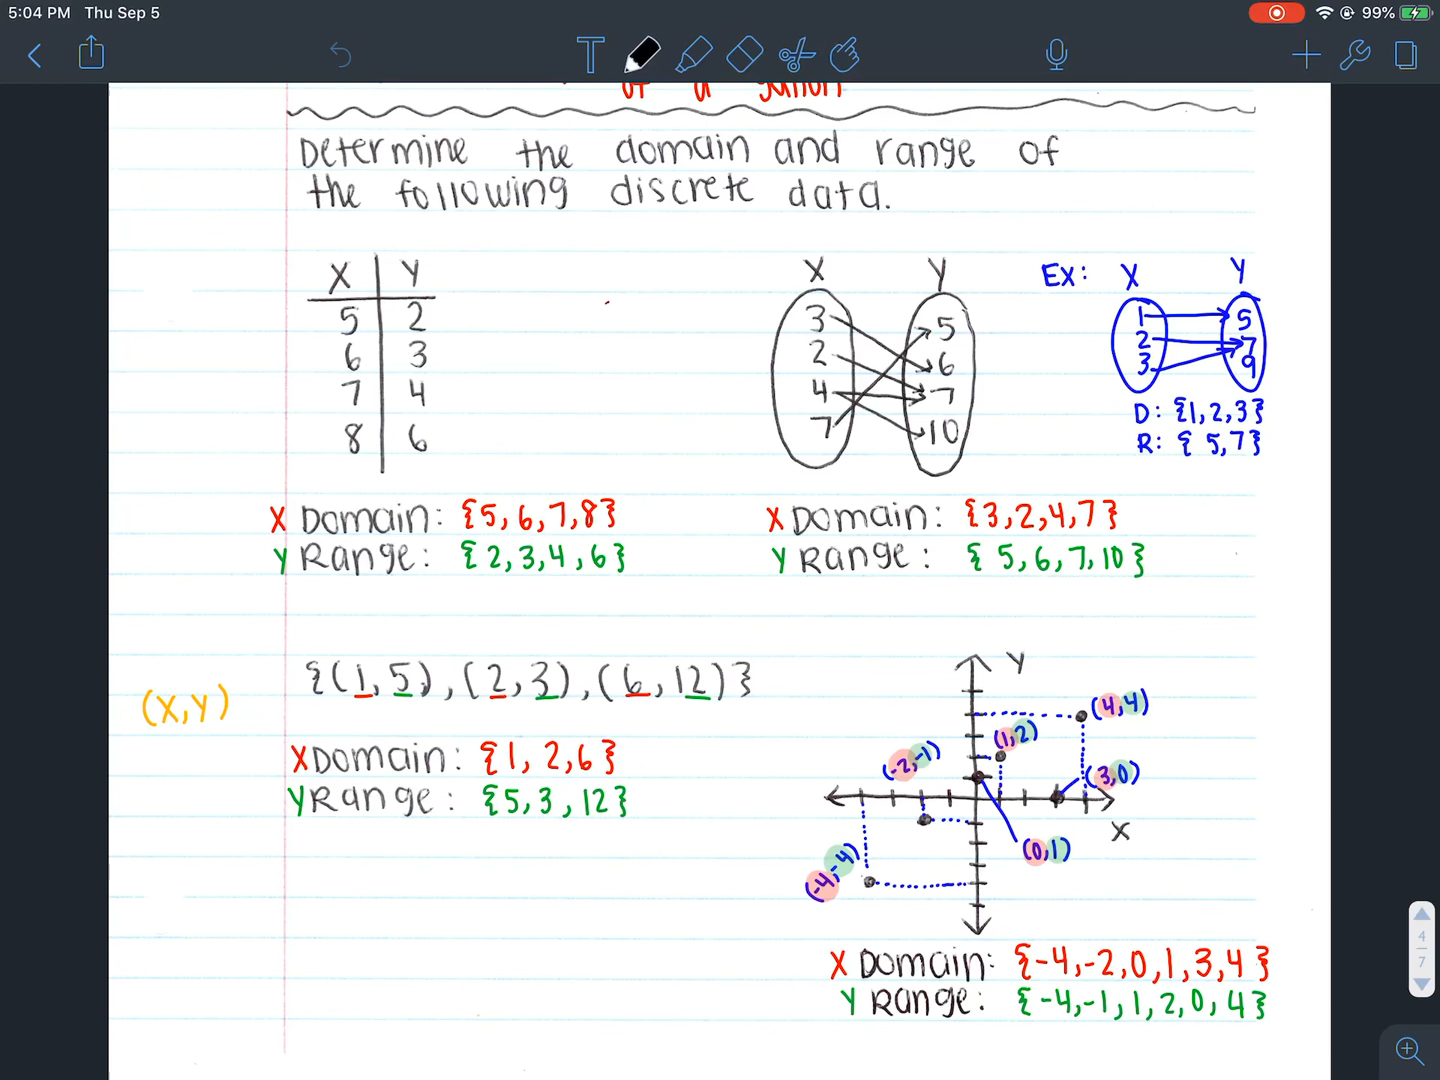 5:04 PM Thu Sep 5
99%
T
of a
Determine the domain and range of
the following discrete data.
X Y
5 2
6 3
7 4
8 6
X Domain: {5, 6, 7, 8}
Y Range: {2, 3, 4, 6}
X Y
3 5
2 6
4 7
7 10
X Domain: {3, 2, 4, 7}
Y Range: {5, 6, 7, 10}
Ex: X Y
1 5
2 7
3 9
D: {1, 2, 3}
R: {5, 7}
(X, Y)
{(1, 5), (2, 3), (6, 12)}
X Domain: {1, 2, 6}
Y Range: {5, 3, 12}
Y
(4, 4)
(1, 2)
(-2, -1)
(3, 0)
X
(0, 1)
(-4, -4)
X Domain: {-4, -2, 0, 1, 3, 4}
Y Range: {-4, -1, 1, 2, 0, 4}
4
7